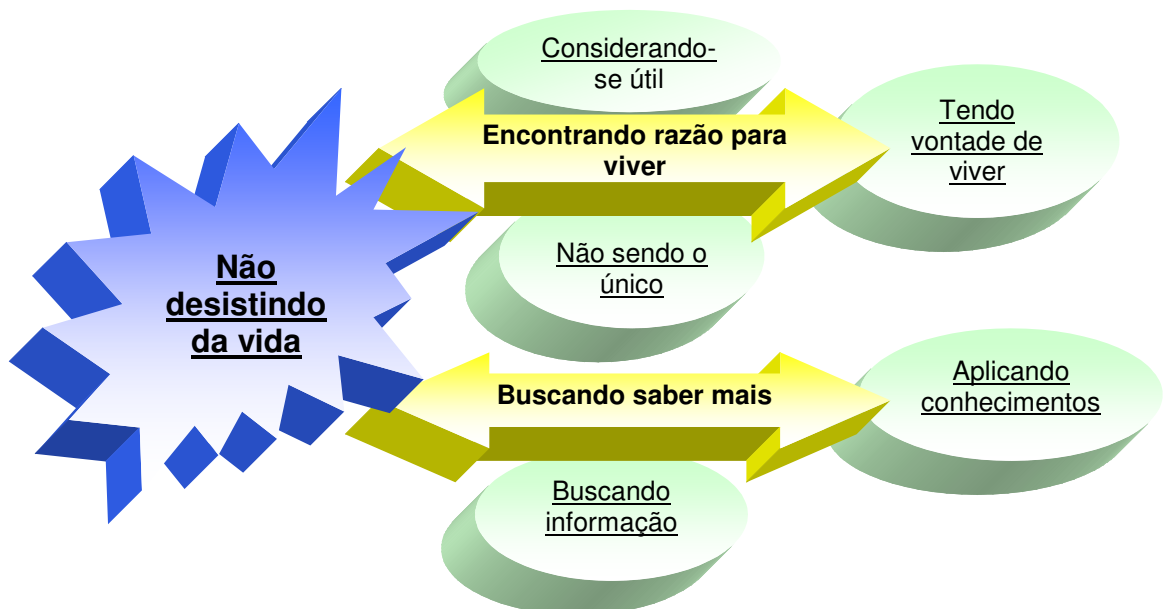 Considerando-
se útil
Encontrando razão para
viver
Tendo
vontade de
viver
Não
desistindo
da vida
Não sendo o
único
Buscando saber mais
Aplicando
conhecimentos
Buscando
informação